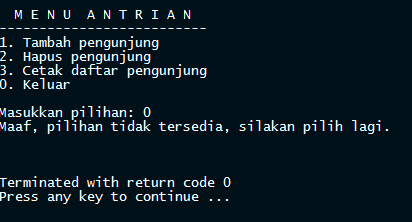 M E N U  A N T R I A N
--------------------------
1. Tambah pengunjung
2. Hapus pengunjung
3. Cetak daftar pengunjung
0. Keluar
Masukkan pilihan: 0
Maaf, pilihan tidak tersedia, silakan pilih lagi.
Terminated with return code 0
Press any key to continue ...